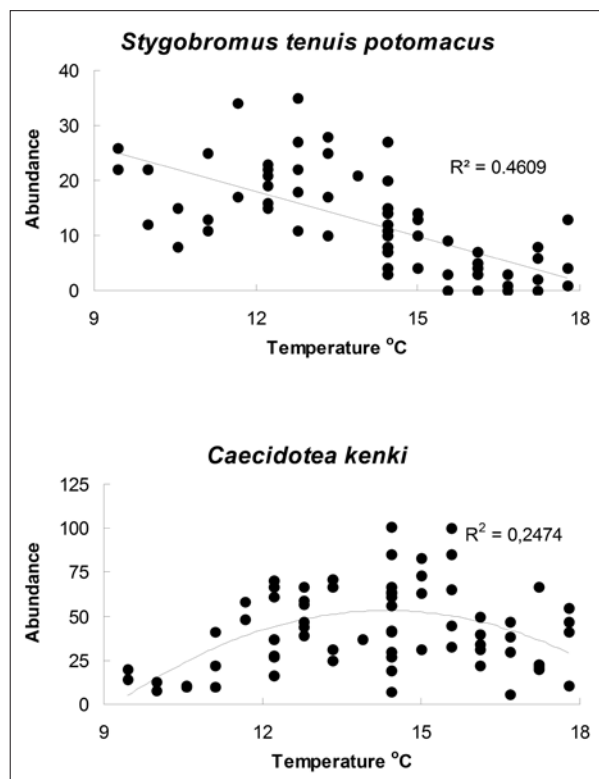 Stygobromus tenuis potomacus
40
30
20
10
0
Abundance
R² = 0.4609
9 12 15 18
Temperature °C
Caecidotea kenki
125
100
75
50
25
0
Abundance
R² = 0,2474
9 12 15 18
Temperature °C